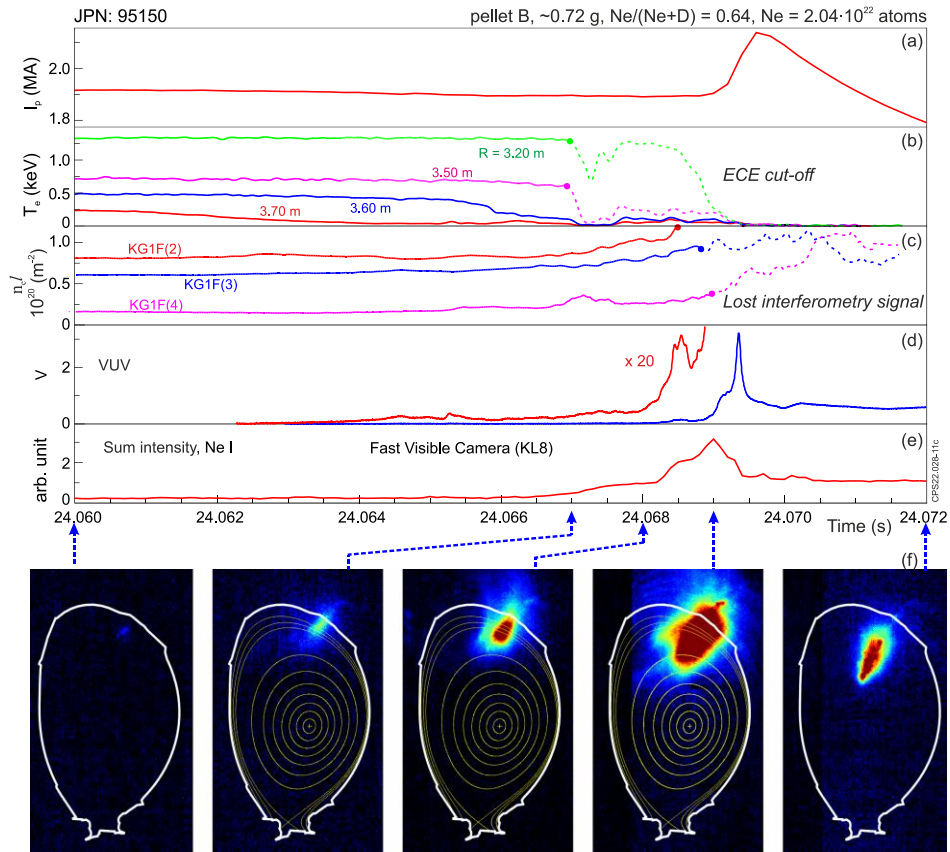 JPN: 95150
pellet B, ~0.72 g, Ne/(Ne+D) = 0.64, Ne = 2.04·10²² atoms
(a)
2.0
1.8
I_p (MA)
(b)
R = 3.20 m
1.0
0.5
0
T_e (keV)
3.50 m
3.60 m
3.70 m
ECE cut-off
(c)
KG1F(2)
1.0
KG1F(3)
0.5
KG1F(4)
0
n_e l
10²⁰ (m⁻²)
Lost interferometry signal
(d)
VUV
x 20
2
0
V
(e)
Sum intensity, Ne I
Fast Visible Camera (KL8)
2
0
arb. unit
CPS22.028-11c
24.060
24.062
24.064
24.066
24.068
24.070
24.072
Time (s)
(f)